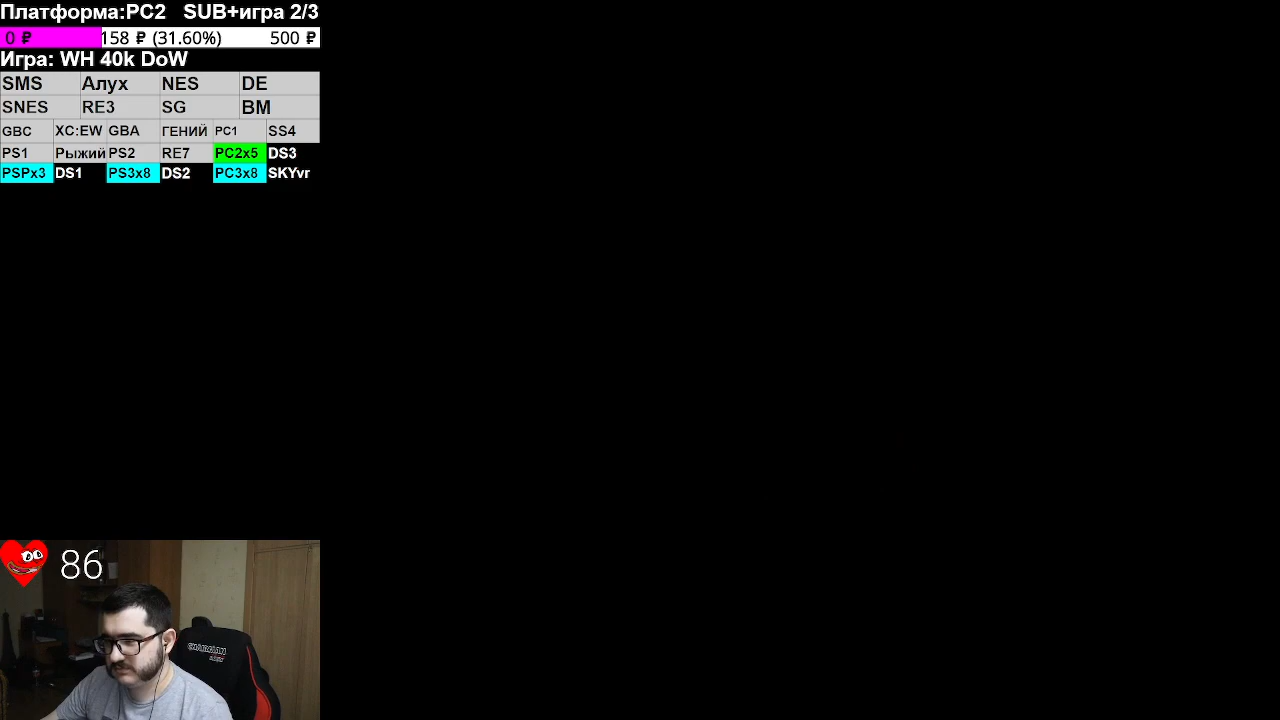 Платформа:PC2 SUB+игра 2/3
0 ₽ 158 ₽ (31.60%) 500 ₽
Игра: WH 40k DoW
SMS Алух NES DE
SNES RE3 SG BM
GBC XC:EW GBA ГЕНИЙ PC1 SS4
PS1 Рыжий PS2 RE7 PC2x5 DS3
PSPx3 DS1 PS3x8 DS2 PC3x8 SKYvr
86